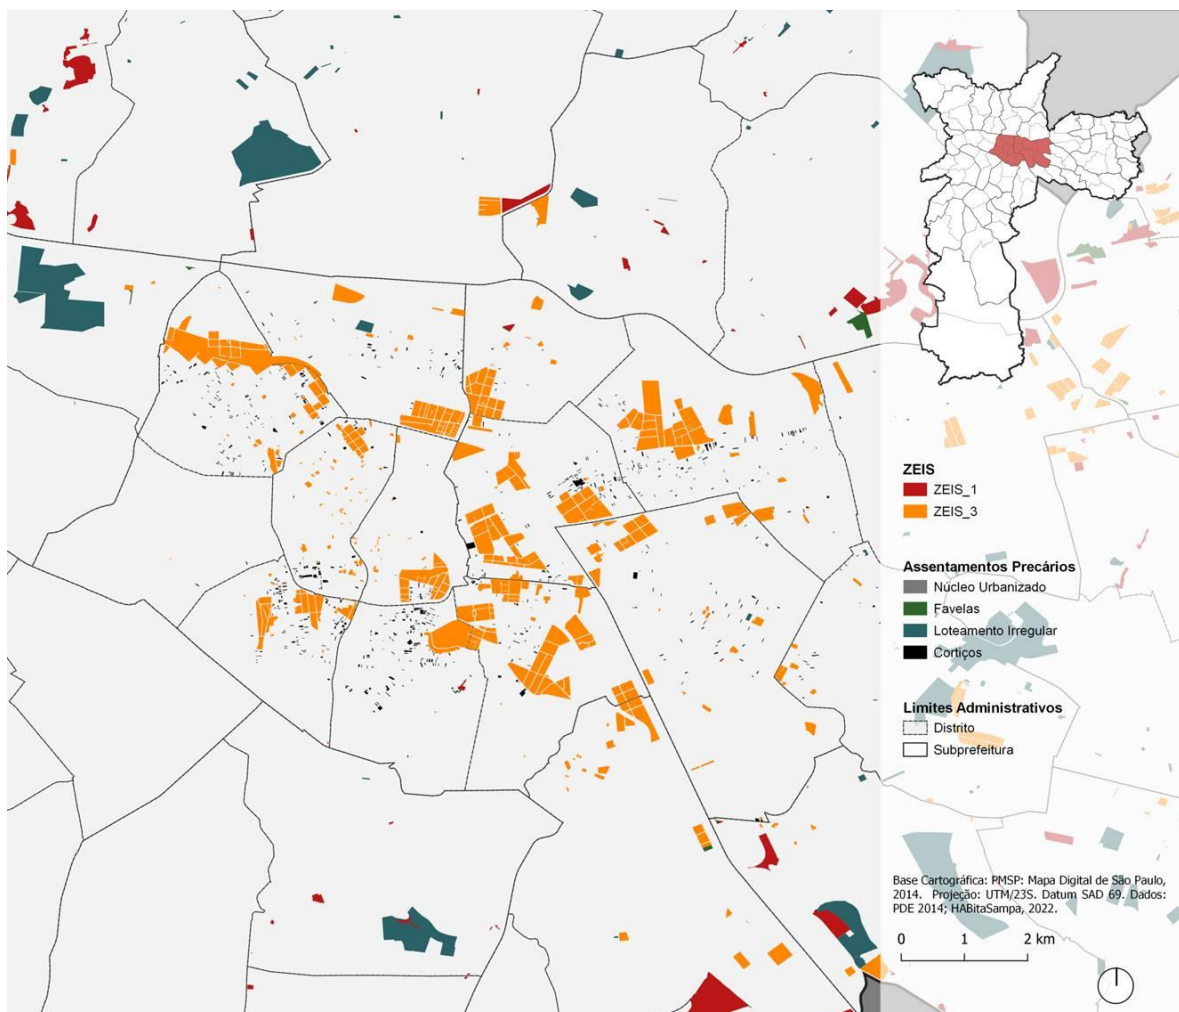 ZEIS
ZEIS_1
ZEIS_3
Assentamentos Precários
Núcleo Urbanizado
Favelas
Loteamento Irregular
Cortiços
Limites Administrativos
Distrito
Subprefeitura
Base Cartográfica: PMSP: Mapa Digital de São Paulo,
2014. Projeção: UTM/23S. Datum SAD 69. Dados:
PDE 2014; HABitaSampa, 2022.
0 1 2 km